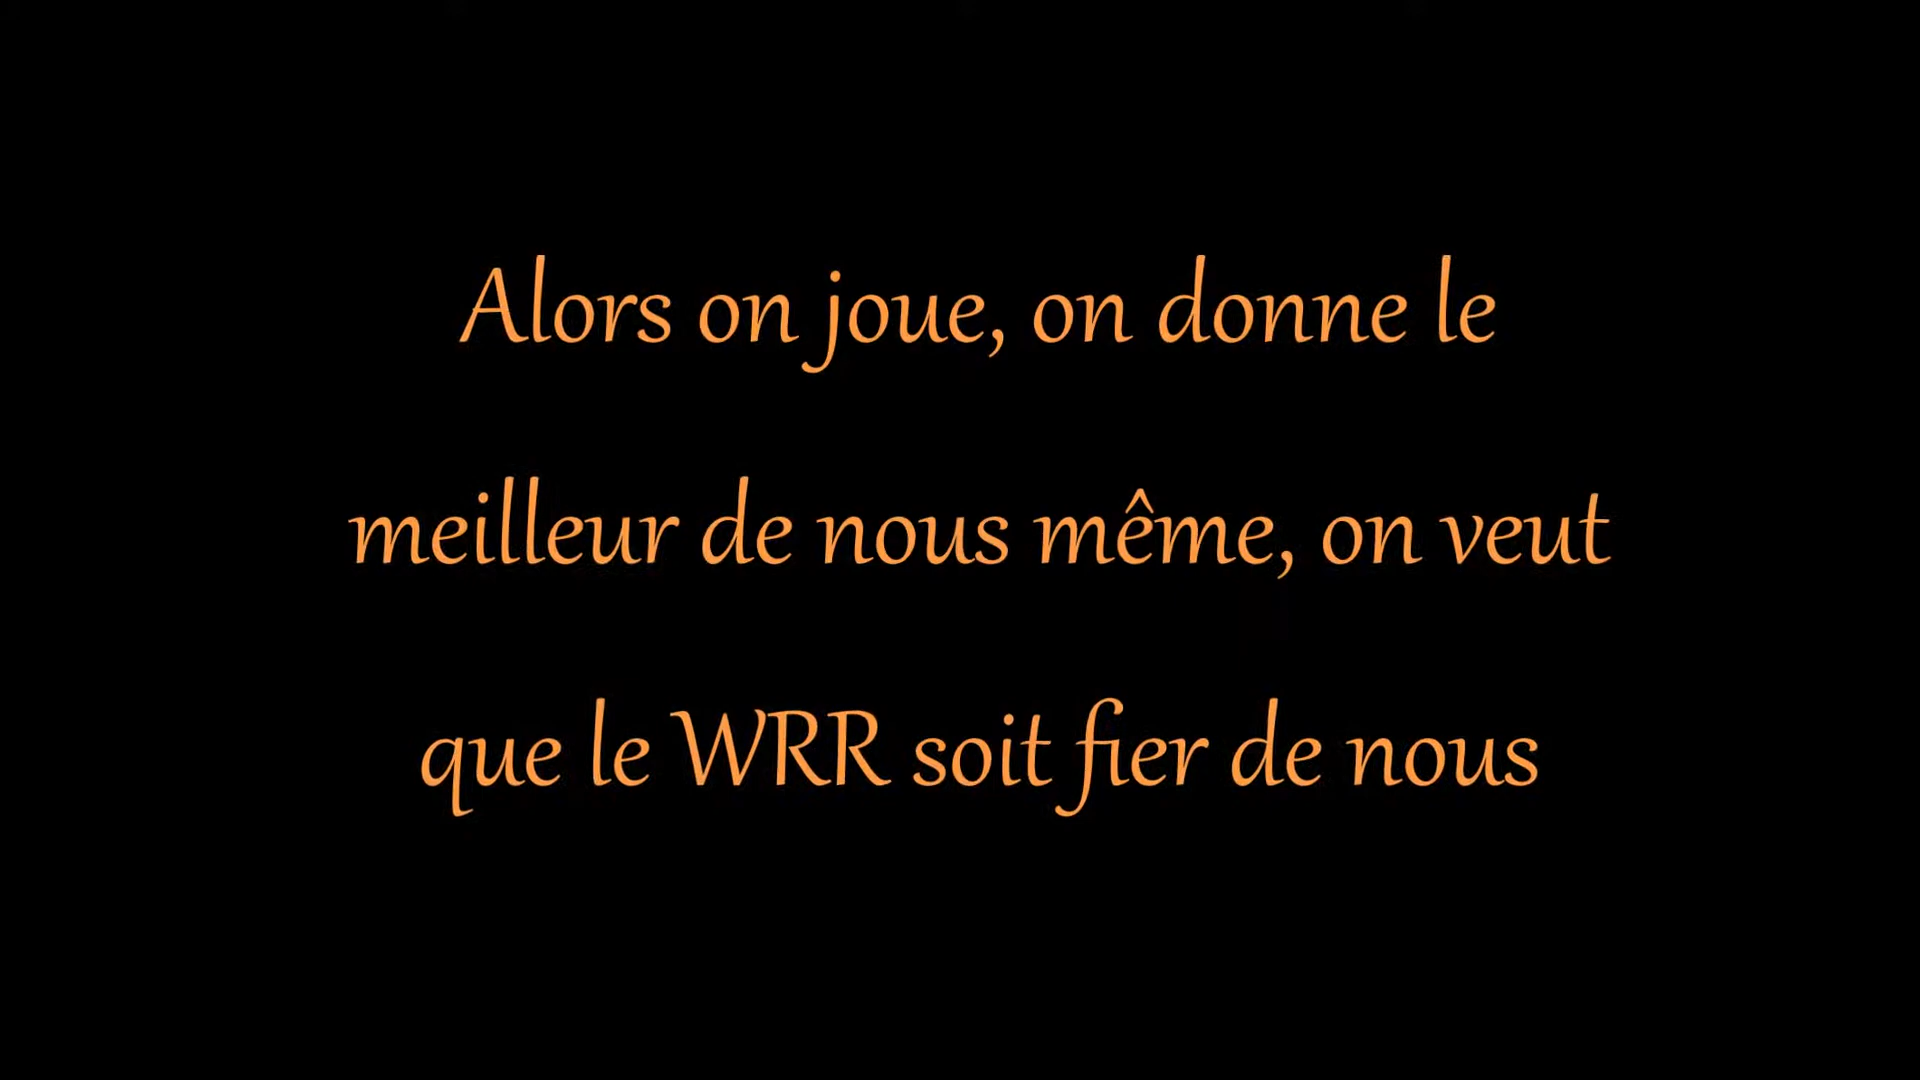 Alors on joue, on donne le
meilleur de nous même, on veut
que le WRR soit fier de nous